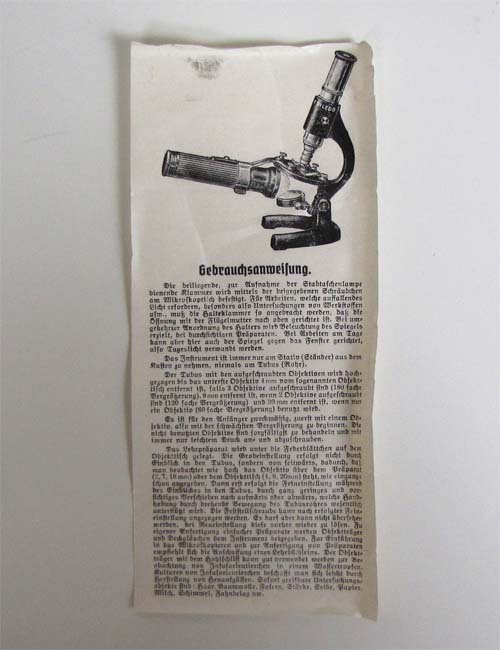 LEDO
Gebrauchsanweisung.
Die beiliegende, zur Aufnahme der Stabtaschenlampe
dienende Klammer wird mittels der beigegebenen Schräubchen
am Mikroskoptisch befestigt. Für Arbeiten, welche auffallendes
Licht erfordern, besonders also Untersuchungen von Werkstoffen
usw., muß die Halteklammer so angebracht werden, daß die
Öffnung mit der Flügelmutter nach oben gerichtet ist. Bei um-
gekehrter Anordnung des Halters wird Beleuchtung des Spiegels
erzielt, bei durchsichtigen Präparaten. Bei Arbeiten am Tage
kann aber hier auch der Spiegel gegen das Fenster gerichtet,
also Tageslicht verwandt werden.
Das Instrument ist immer nur am Stativ (Ständer) aus dem
Kasten zu nehmen, niemals am Tubus (Rohr).
Der Tubus mit den aufgeschraubten Objektiven wird hoch-
gezogen bis das unterste Objektiv 4 mm vom sogenannten Objekt-
tisch entfernt ist, falls 3 Objektive aufgeschraubt sind (180 fache
Vergrößerung), 9 mm entfernt ist, wenn 2 Objektive aufgeschraubt
sind (120 fache Vergrößerung) und 20 mm entfernt ist, wenn nur
ein Objektiv (60 fache Vergrößerung) benutzt wird.
Es ist für den Anfänger zweckmäßig, zuerst mit einem Ob-
jektiv, also mit der schwächsten Vergrößerung zu beginnen. Die
nicht benutzten Objektive sind sorgfältigst zu behandeln und mit
immer nur leichtem Druck an- und abzuschrauben.
Das Lehrpräparat wird unter die Federblättchen auf dem
Objekttisch gelegt. Die Grobeinstellung erfolgt nicht durch
Einblick in den Tubus, sondern von seitwärts, dadurch, daß
man beobachtet wie hoch das Objektiv über dem Präparat
(2, 7, 18 mm) oder dem Objekttisch (4, 9, 20 mm) steht, wie eingangs
schon angegeben. Dann erst erfolgt die Feineinstellung während
des Einblickes in den Tubus, durch ganz geringes und vor-
sichtiges Verschieben nach aufwärts oder abwärts, welche Hand-
habung durch drehende Bewegung des Tubusrohres wesentlich
unterstützt wird. Die Feststellschraube kann nach erfolgter Fein-
einstellung angezogen werden. Es darf aber dann nicht überdreht
werden, bei Neueinstellung diese vorher wieder zu lösen. Zu
eigener Anfertigung einfacher Präparate werden Objektträger
und Deckgläschen dem Instrument beigegeben. Zur Einführung
in das Mikroskopieren und zur Anfertigung von Präparaten
empfiehlt sich die Anschaffung eines Lehrbüchleins. Der Objekt-
träger mit dem Hohlschliff kann gut verwendet werden zur Be-
obachtung von Infusionstierchen in einem Wassertropfen.
Kulturen von Infusionstierchen beschafft man sich leicht durch
Herstellung von Heuaufgüssen. Sofort greifbare Untersuchungs-
objekte sind: Haar, Baumwolle, Fasern, Stärke, Seide, Papier,
Milch, Schimmel, Zahnbelag usw.